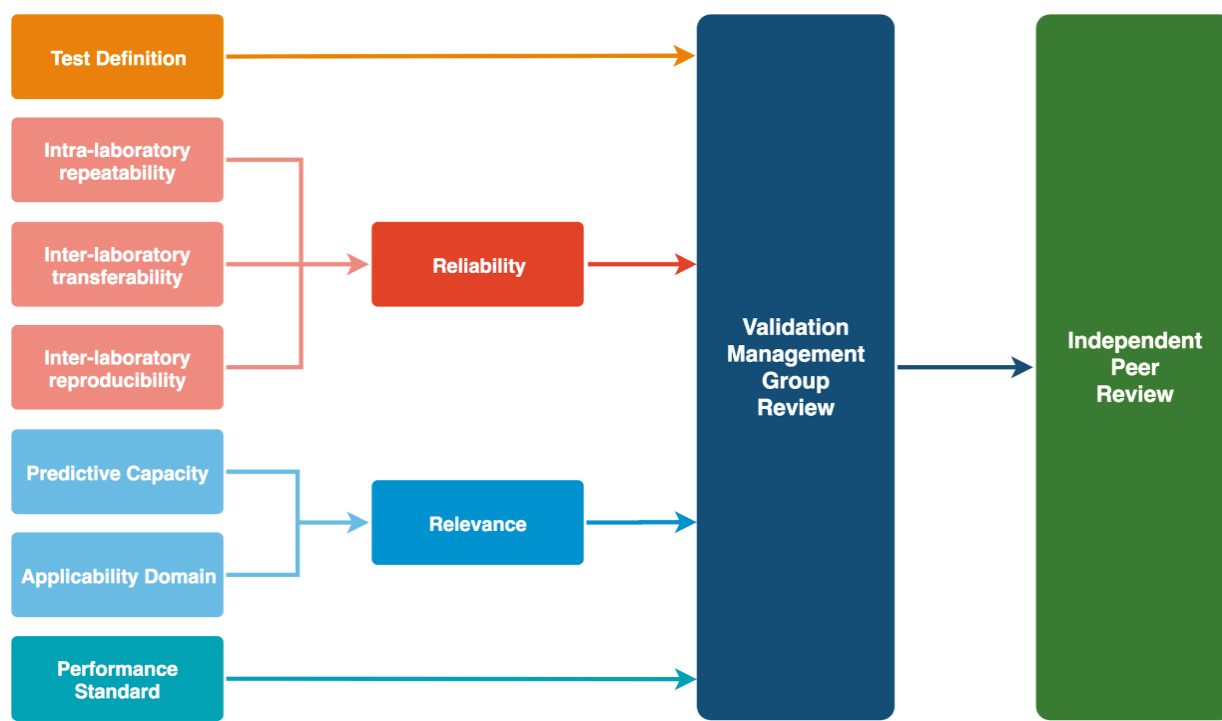 Test Definition
Intra-laboratory
repeatability
Inter-laboratory
transferability
Inter-laboratory
reproducibility
Predictive Capacity
Applicability Domain
Performance
Standard
Reliability
Relevance
Validation
Management
Group
Review
Independent
Peer
Review